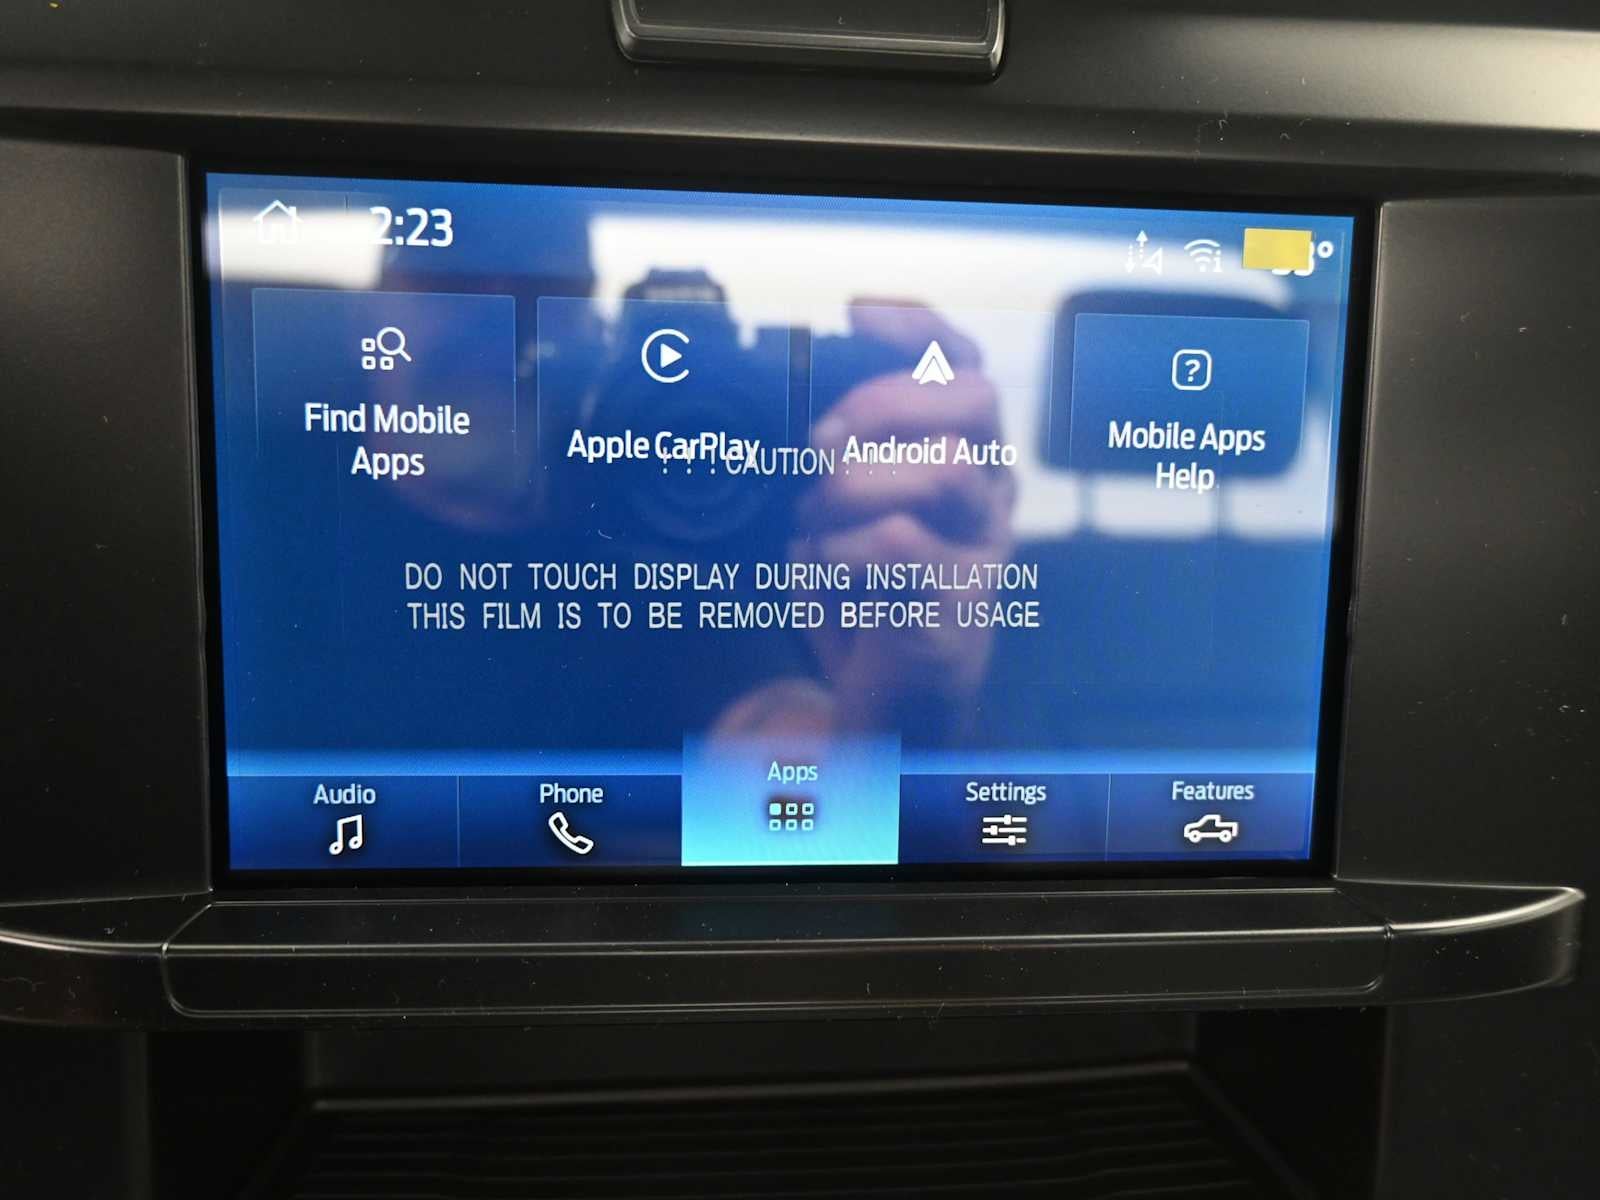 2:23
Find Mobile
Apps
Apple CarPlay
Android Auto
Mobile Apps
Help
! ! ! CAUTION ! ! !
DO NOT TOUCH DISPLAY DURING INSTALLATION
THIS FILM IS TO BE REMOVED BEFORE USAGE
Audio
Phone
Apps
Settings
Features